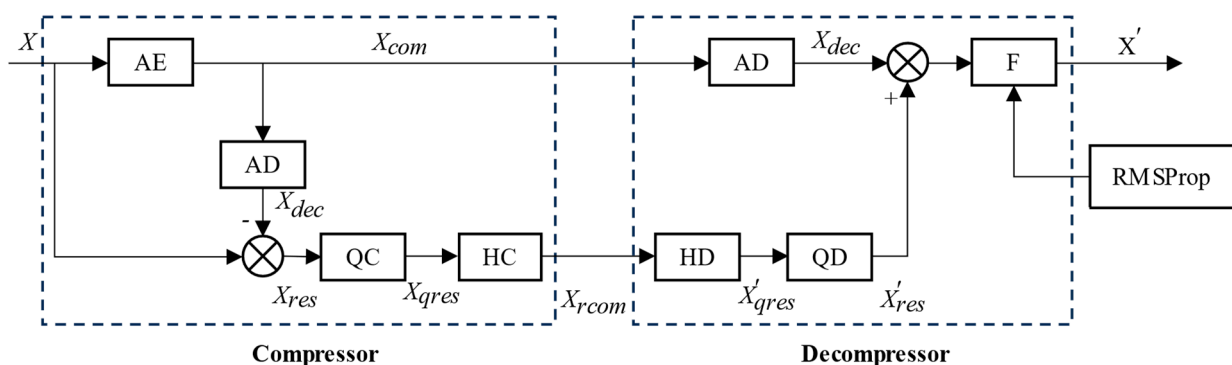 X
AE
X_com
AD
X_dec
F
X'
AD
X_dec
RMSProp
-
+
QC
HC
HD
QD
X_res
X_qres
X_rcom
X'_qres
X'_res
Compressor
Decompressor